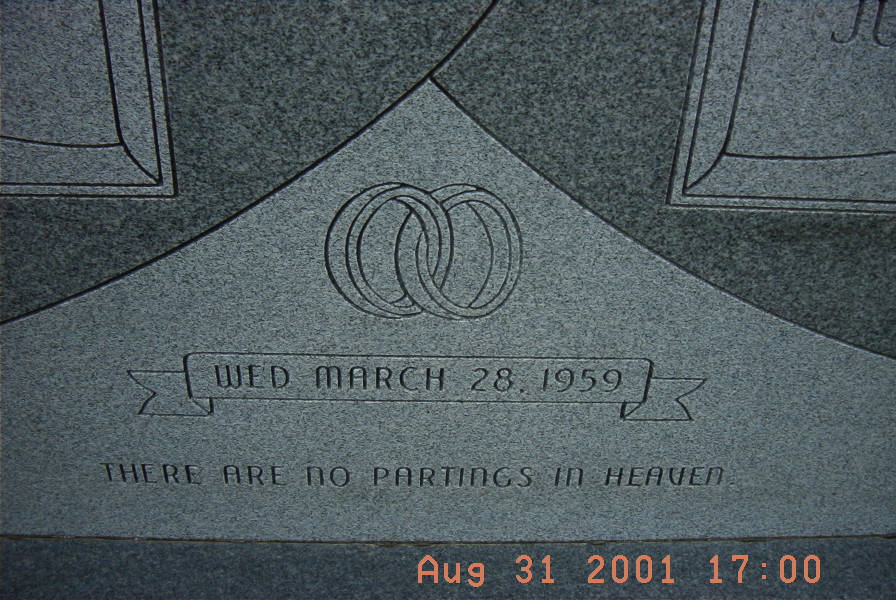 WED MARCH 28, 1959
THERE ARE NO PARTINGS IN HEAVEN.
Aug 31 2001 17:00